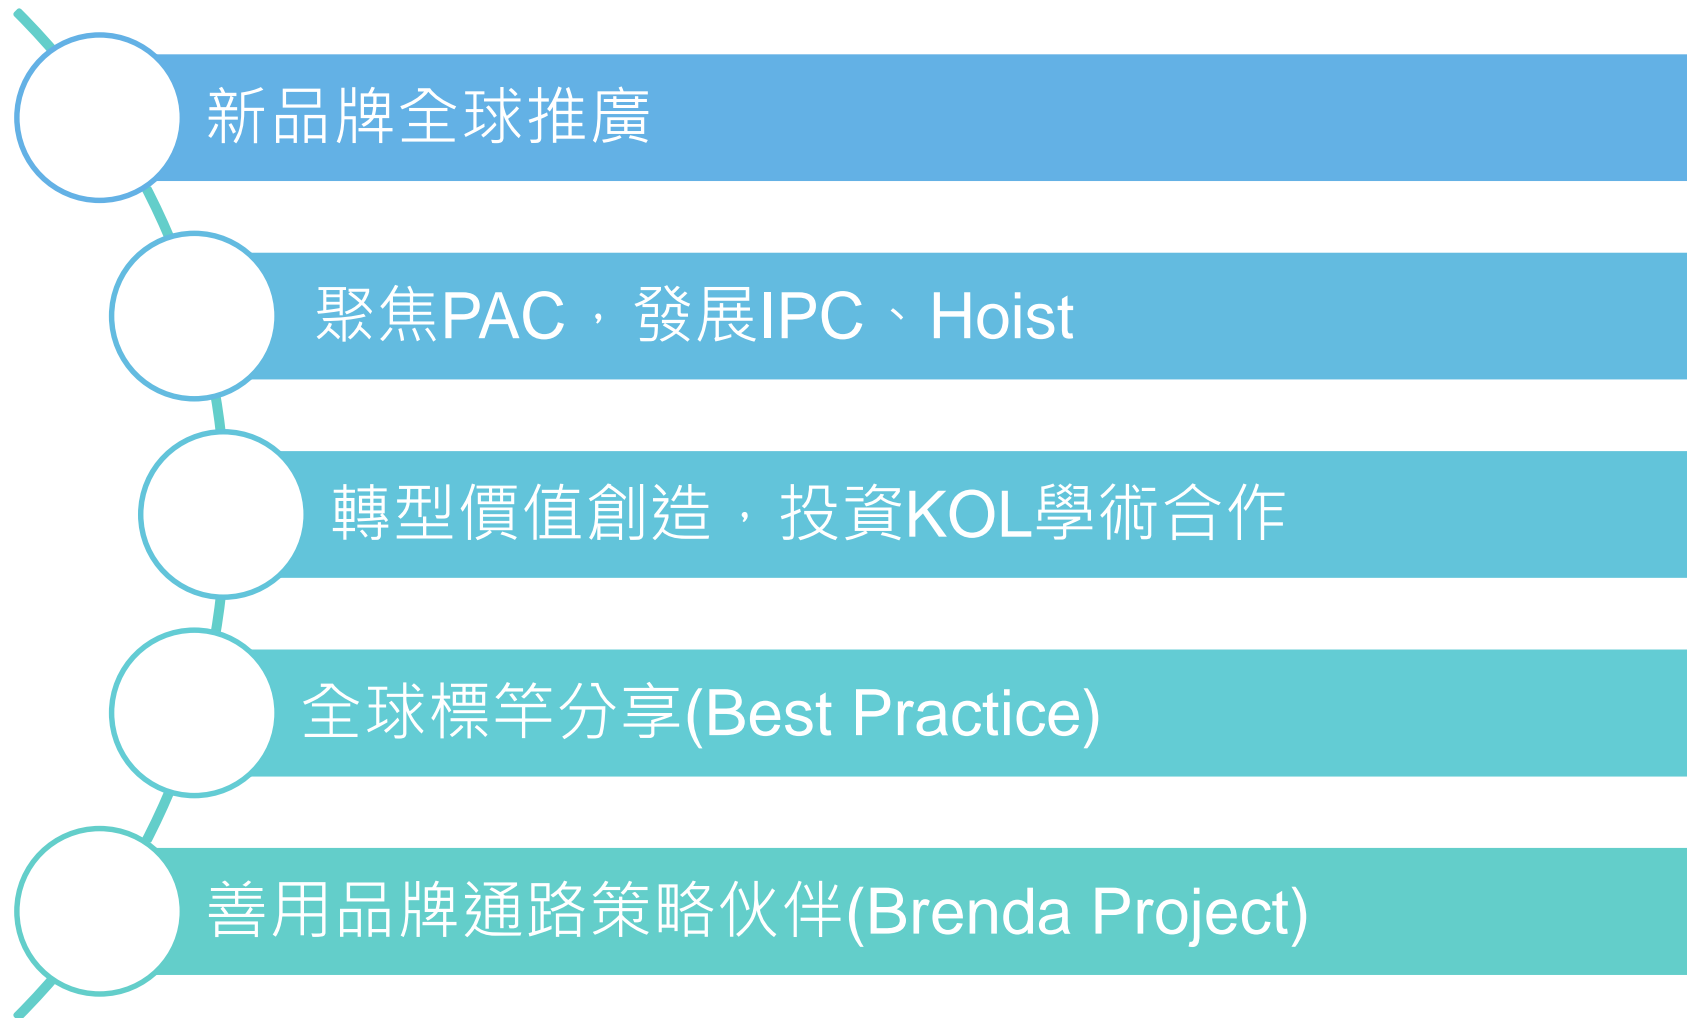 新品牌全球推廣
聚焦PAC，發展IPC、Hoist
轉型價值創造，投資KOL學術合作
全球標竿分享(Best Practice)
善用品牌通路策略伙伴(Brenda Project)